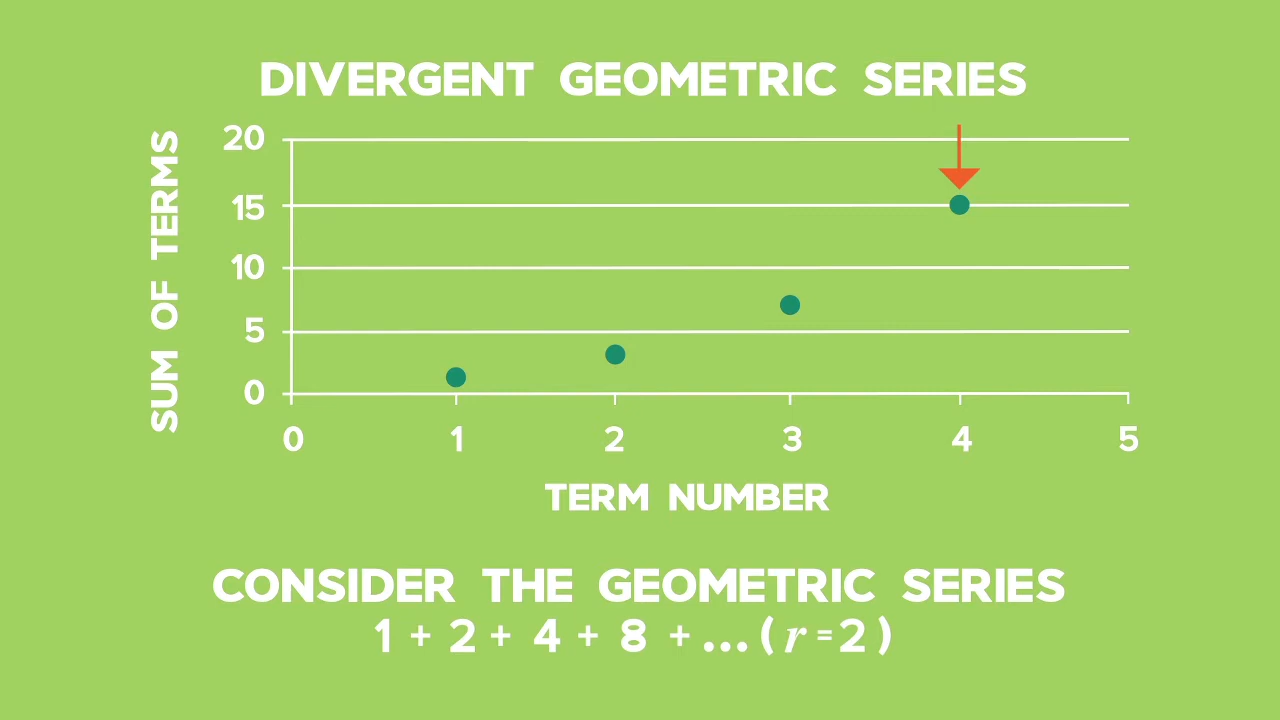 DIVERGENT GEOMETRIC SERIES
SUM OF TERMS
20
15
10
5
0
0 1 2 3 4 5
TERM NUMBER
CONSIDER THE GEOMETRIC SERIES
1 + 2 + 4 + 8 + ... ( r = 2 )